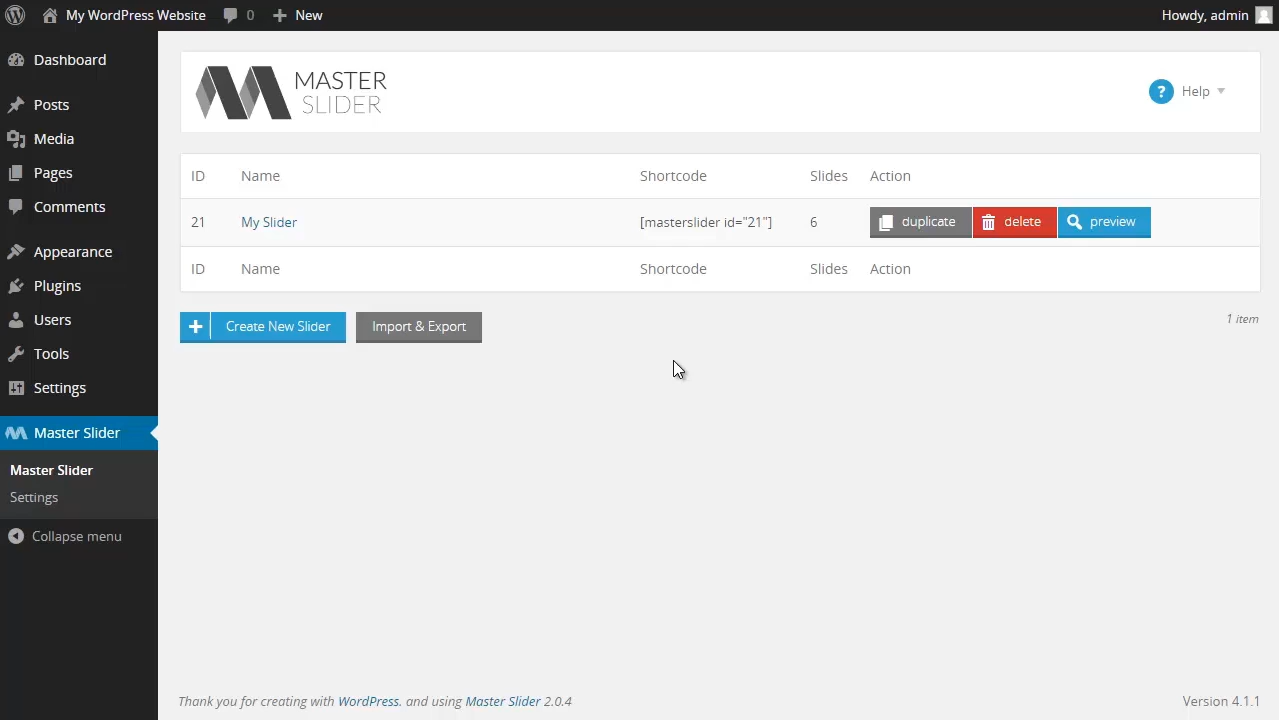 My WordPress Website 0 New Howdy, admin
Dashboard
Posts
Media
Pages
Comments
Appearance
Plugins
Users
Tools
Settings
Master Slider
Master Slider
Settings
Collapse menu
MASTER
SLIDER
? Help
ID Name Shortcode Slides Action
21 My Slider [masterslider id="21"] 6 duplicate delete preview
ID Name Shortcode Slides Action
Create New Slider Import & Export 1 item
Thank you for creating with WordPress. and using Master Slider 2.0.4 Version 4.1.1